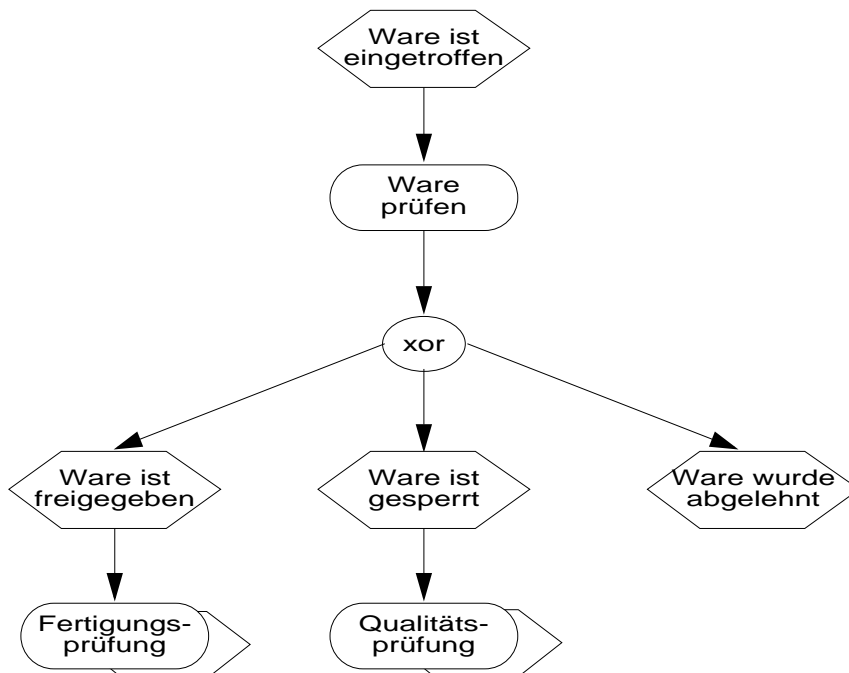 Ware ist
eingetroffen
Ware
prüfen
xor
Ware ist
freigegeben
Ware ist
gesperrt
Ware wurde
abgelehnt
Fertigungs-
prüfung
Qualitäts-
prüfung